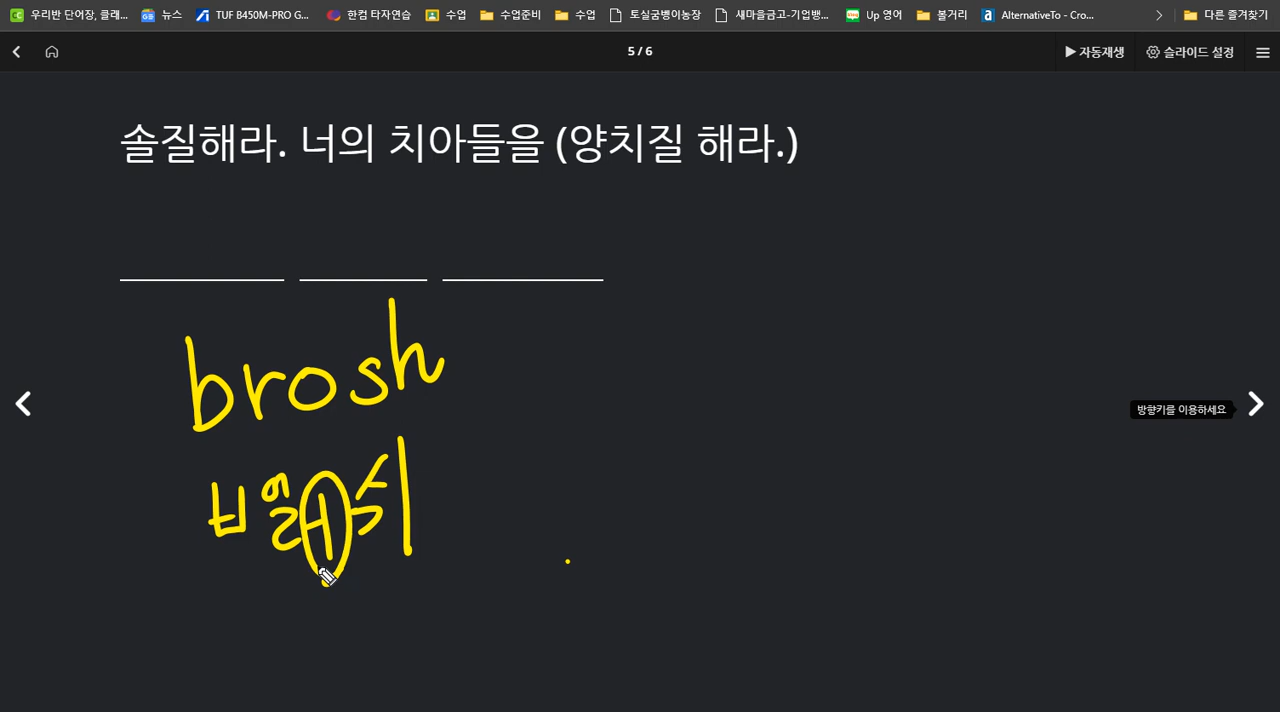 우리반 단어장, 클래... 뉴스 TUF B450M-PRO G... 한컴 타자연습 수업 수업준비 수업 토실굼벵이농장 새마을금고-기업뱅... Up 영어 볼거리 AlternativeTo - Cro... 다른 즐겨찾기
5 / 6 자동재생 슬라이드 설정
솔질해라. 너의 치아들을 (양치질 해라.)
brosh
방향키를 이용하세요